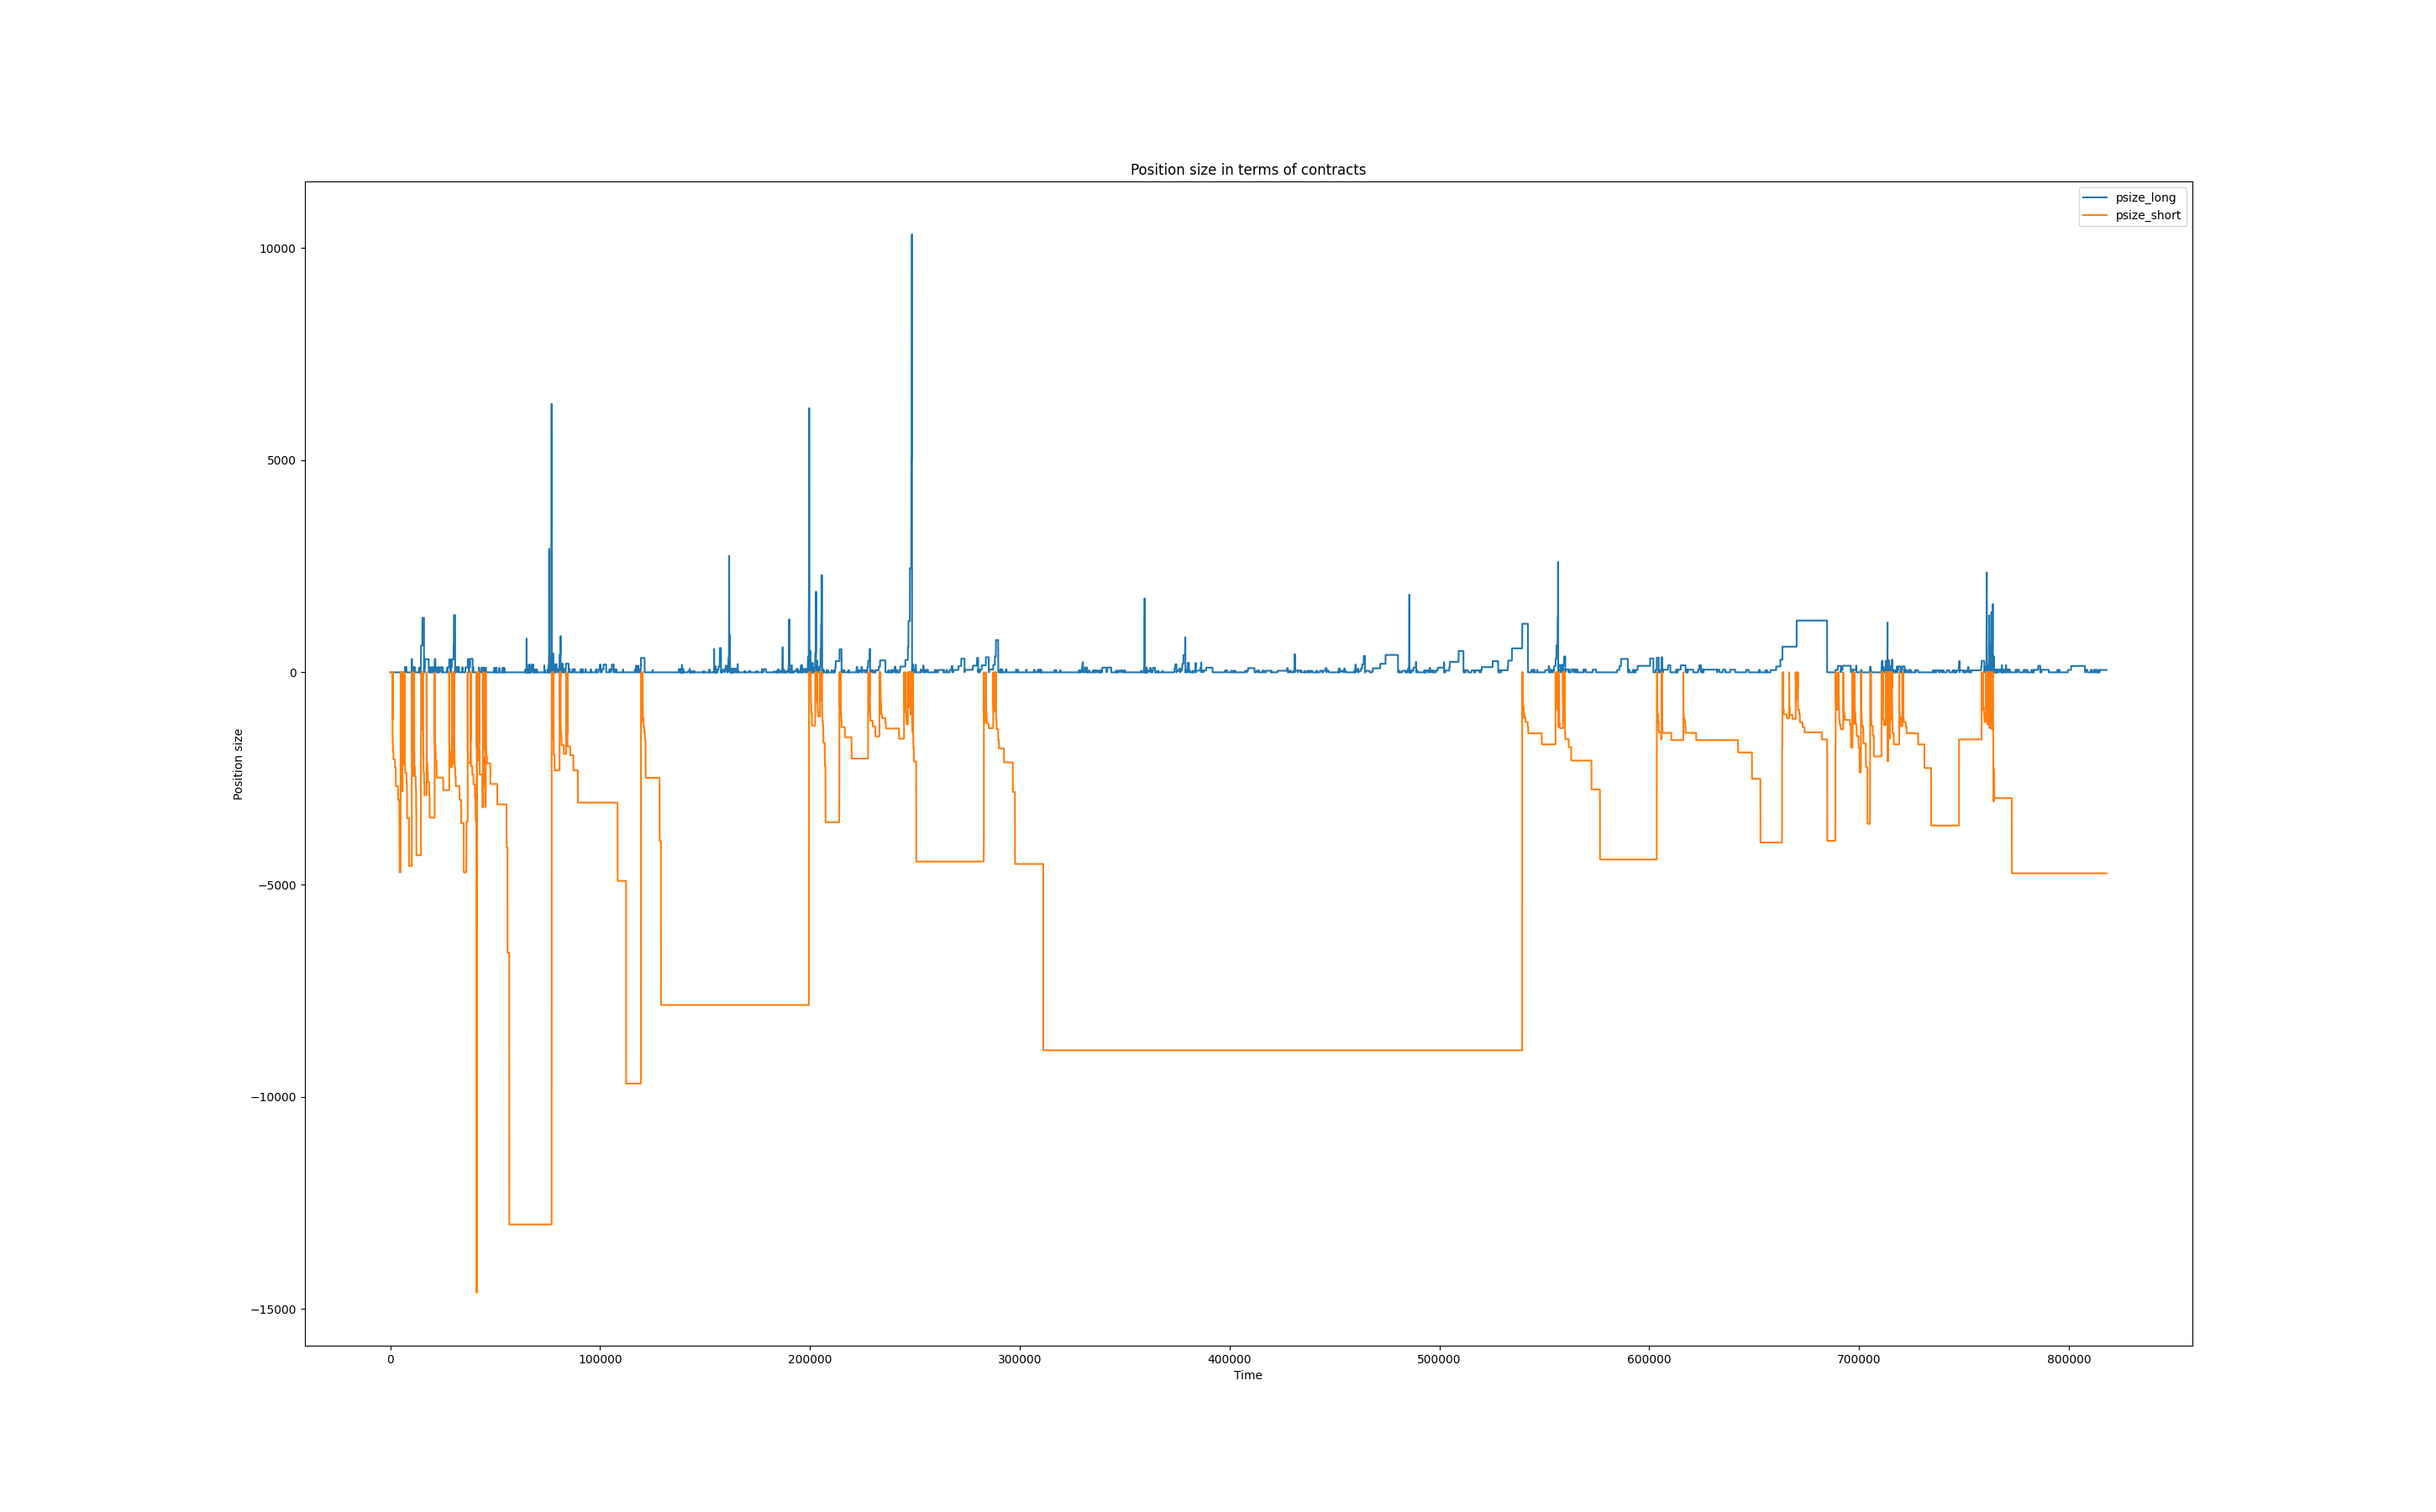 Position size in terms of contracts
psize_long
psize_short
10000
5000
0
−5000
−10000
−15000
Position size
0 100000 200000 300000 400000 500000 600000 700000 800000
Time